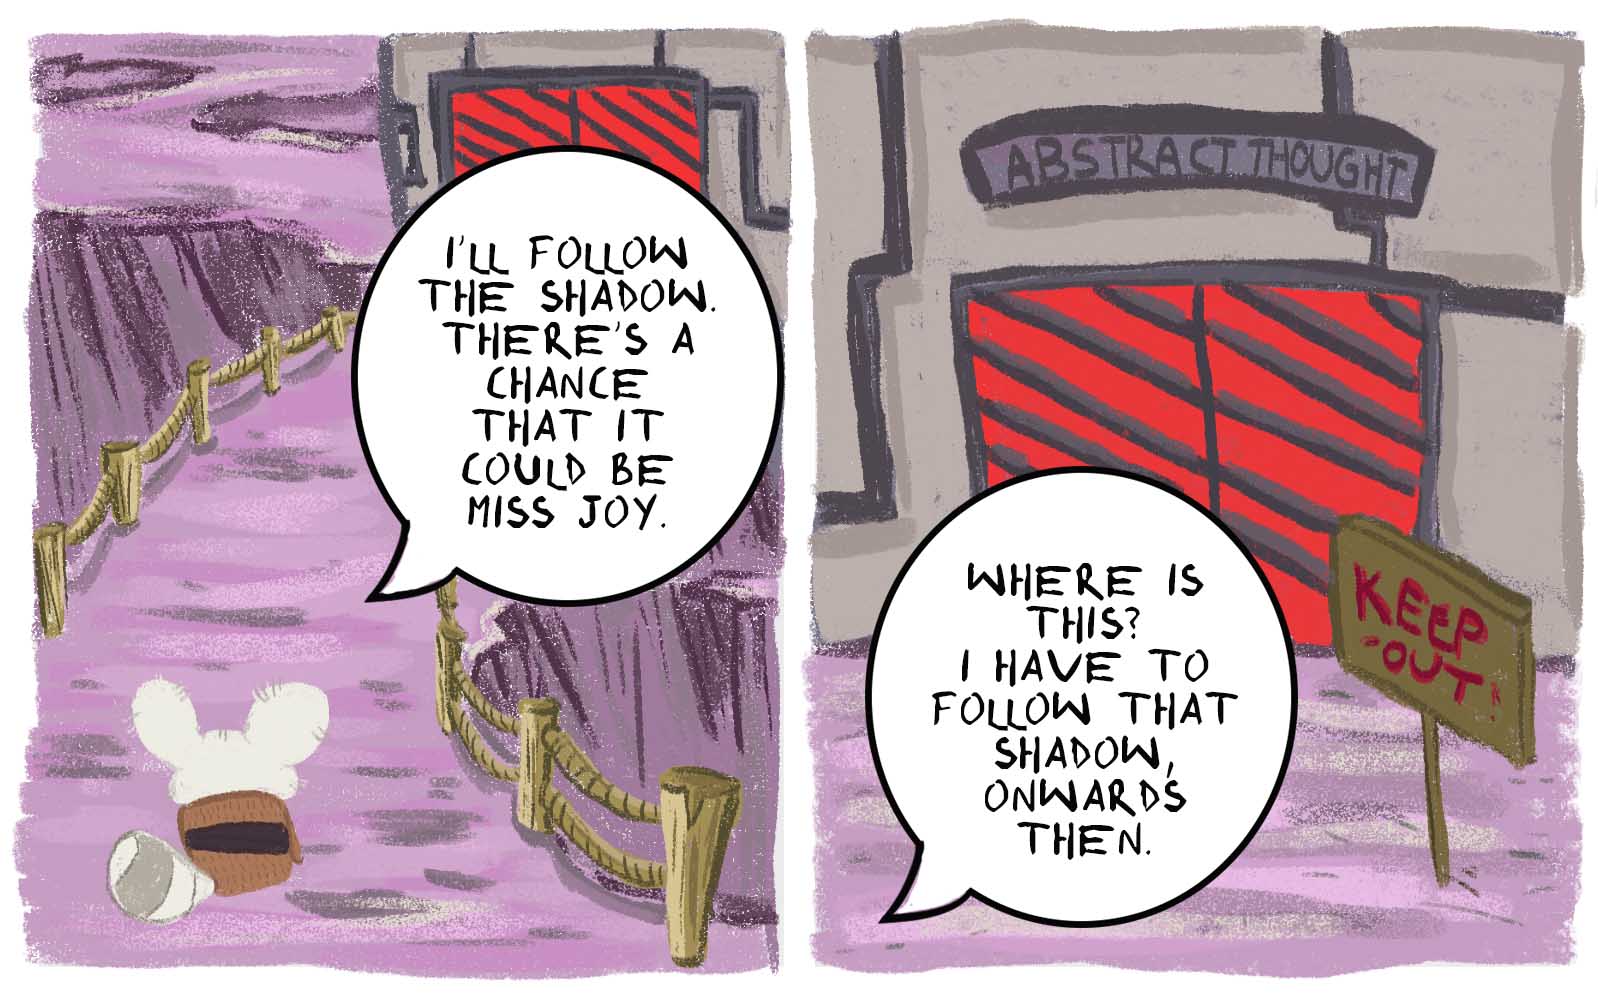 I'LL FOLLOW
THE SHADOW.
THERE'S A
CHANCE
THAT IT
COULD BE
MISS JOY.
ABSTRACT THOUGHT
WHERE IS
THIS?
I HAVE TO
FOLLOW THAT
SHADOW,
ONWARDS
THEN.
KEEP
OUT!